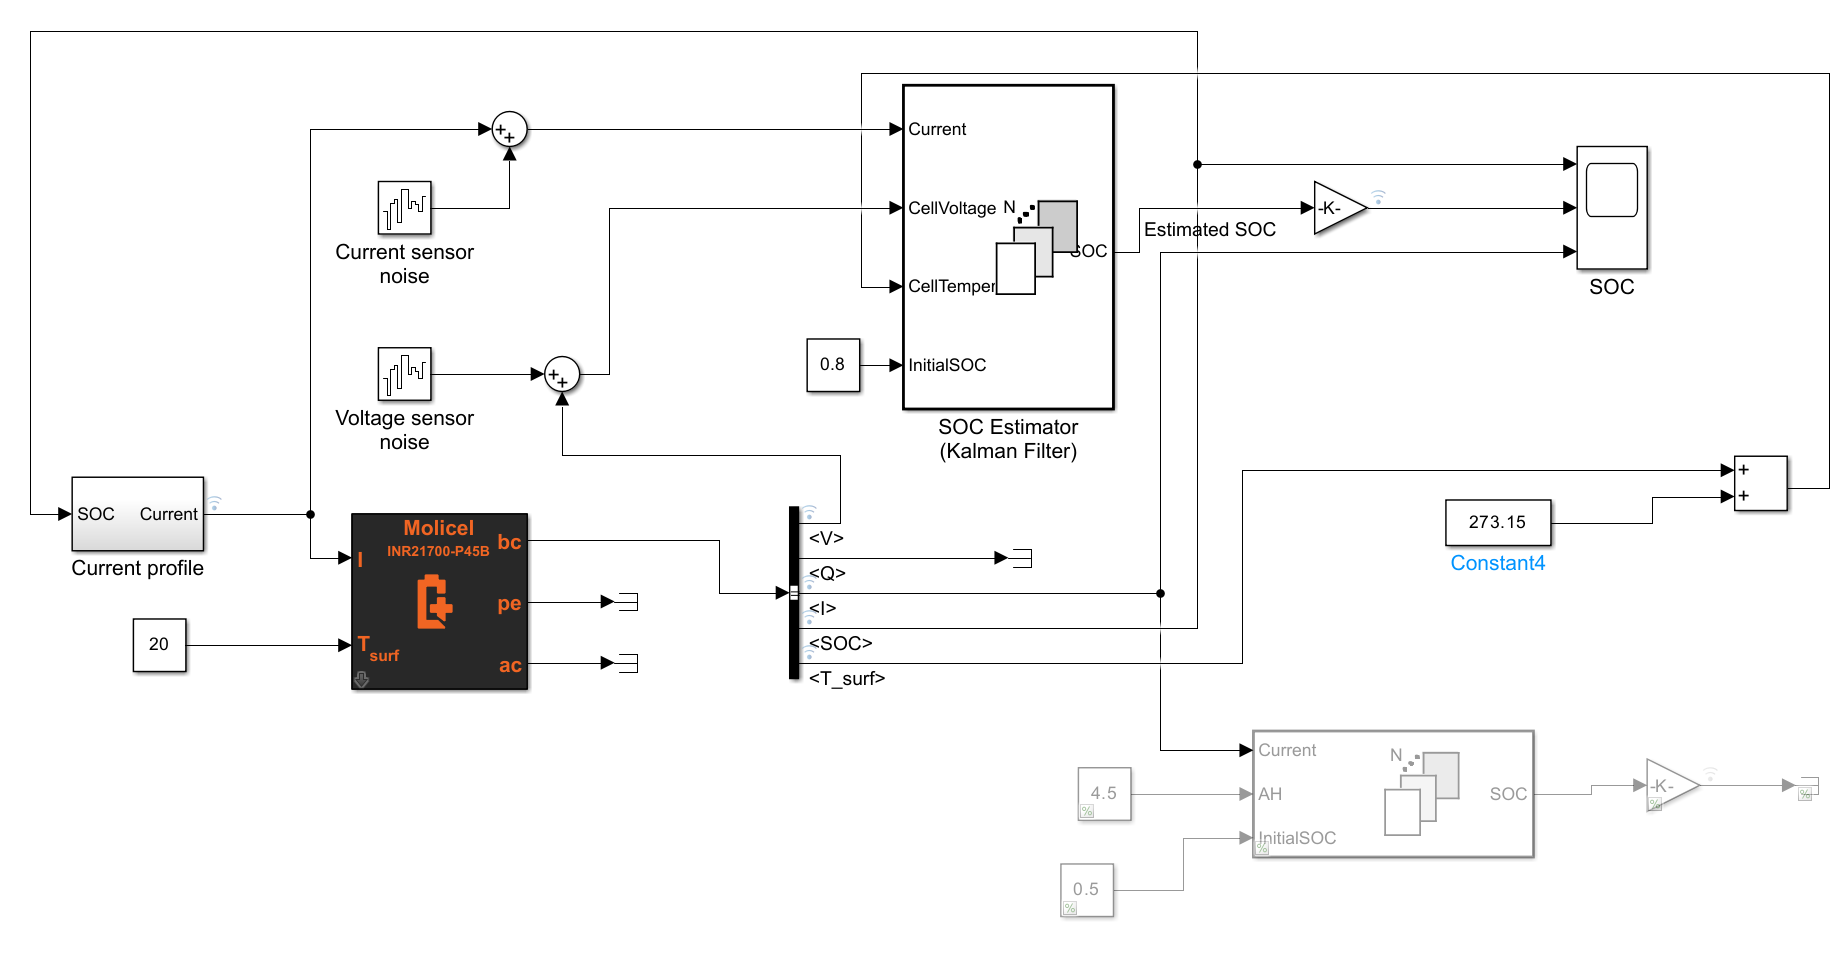 Current
CellVoltage
N
SOC
CellTemper
InitialSOC
SOC Estimator
(Kalman Filter)
+
+
Current sensor
noise
Voltage sensor
noise
+
+
0.8
Estimated SOC
-K-
SOC
SOC
Current
Current profile
20
Molicel
INR21700-P45B
I
bc
pe
T
surf
ac
<V>
<Q>
<I>
<SOC>
<T_surf>
+
+
273.15
Constant4
Current
N
AH
SOC
InitialSOC
%
4.5
%
0.5
%
-K-
%
%